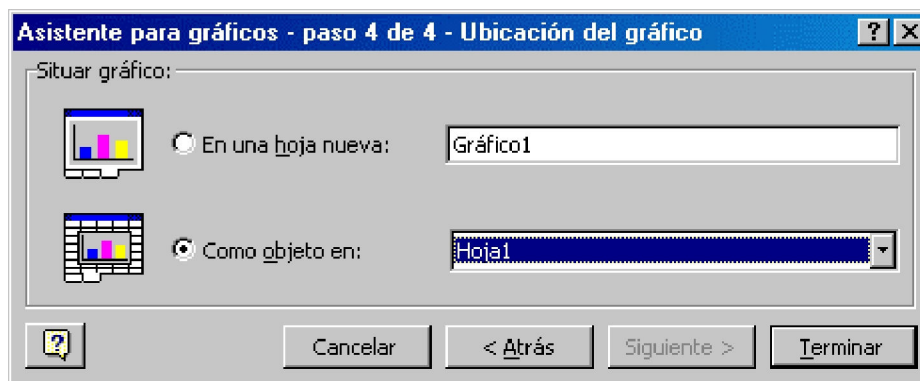 Asistente para gráficos - paso 4 de 4 - Ubicación del gráfico
Situar gráfico:
En una hoja nueva: Gráfico1
Como objeto en: Hoja1
Cancelar < Atrás Siguiente > Terminar